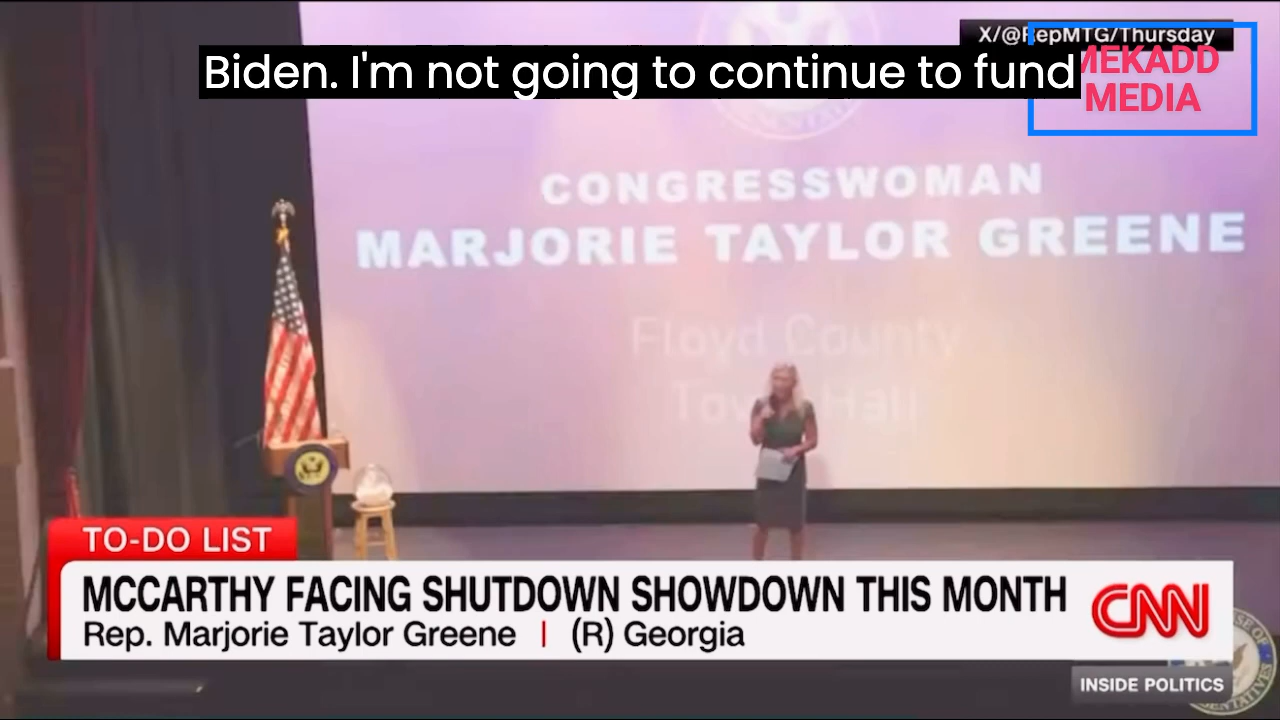 X/@RepMTG/Thursday
Biden. I'm not going to continue to fund
MEKADD
MEDIA
CONGRESSWOMAN
MARJORIE TAYLOR GREENE
Floyd County
Town Hall
TO-DO LIST
MCCARTHY FACING SHUTDOWN SHOWDOWN THIS MONTH
Rep. Marjorie Taylor Greene | (R) Georgia
CNN
INSIDE POLITICS